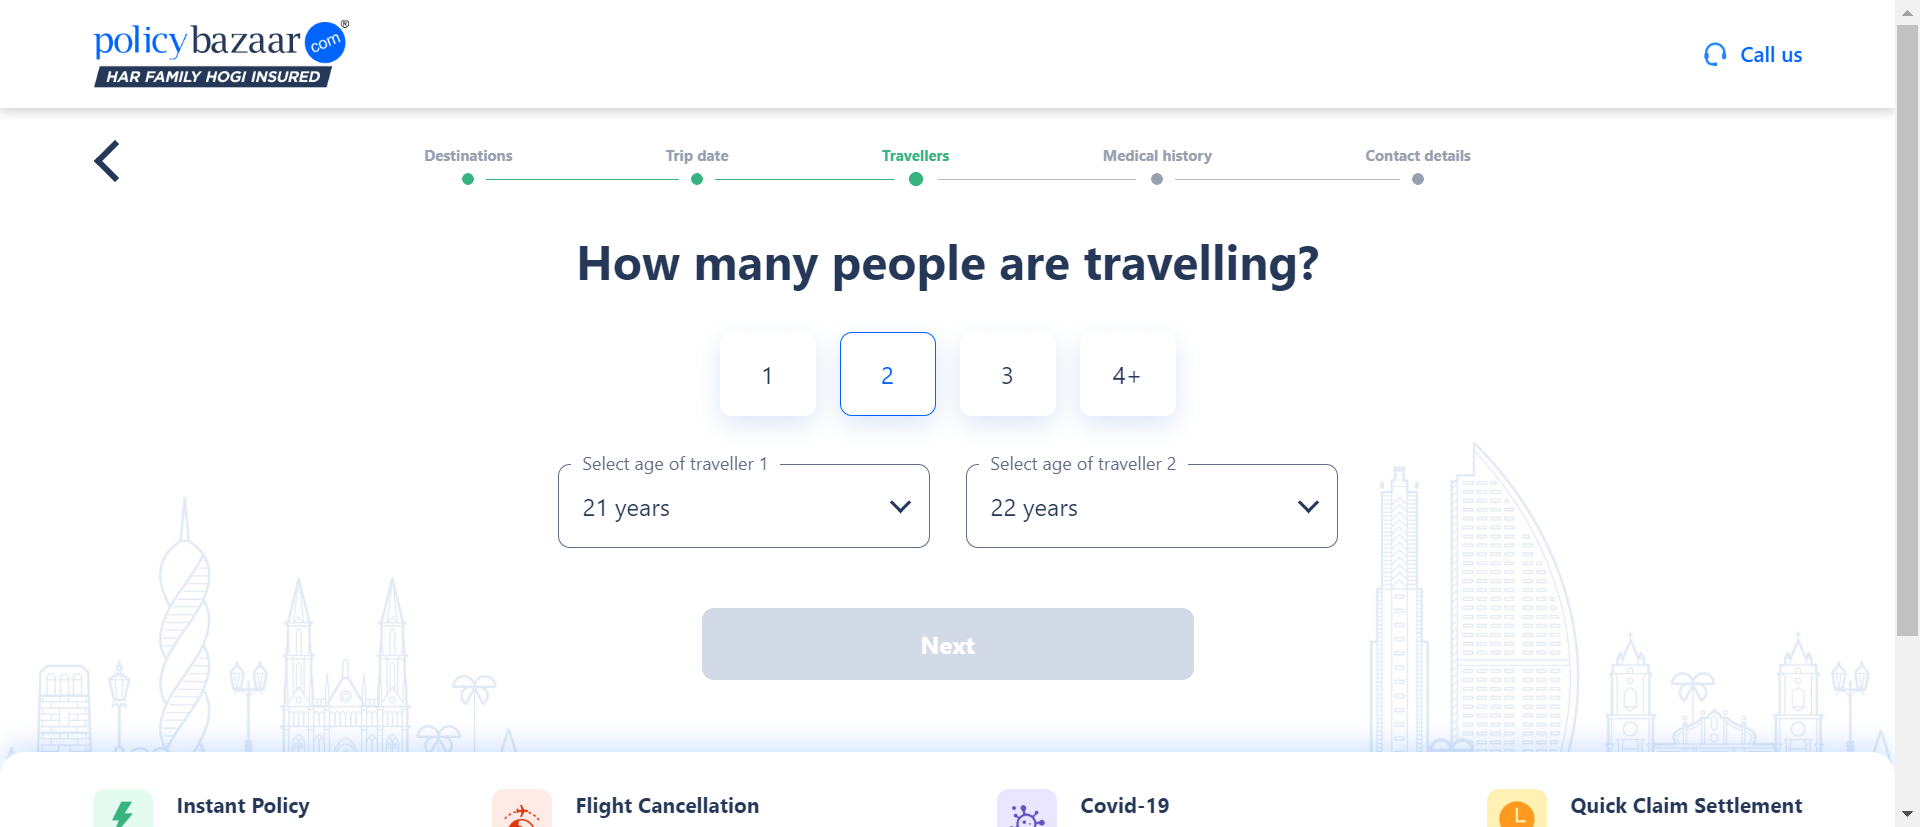 policybazaar com ®
HAR FAMILY HOGI INSURED
Call us
Destinations
Trip date
Travellers
Medical history
Contact details
How many people are travelling?
1
2
3
4+
Select age of traveller 1
21 years
Select age of traveller 2
22 years
Next
Instant Policy
Flight Cancellation
Covid-19
Quick Claim Settlement